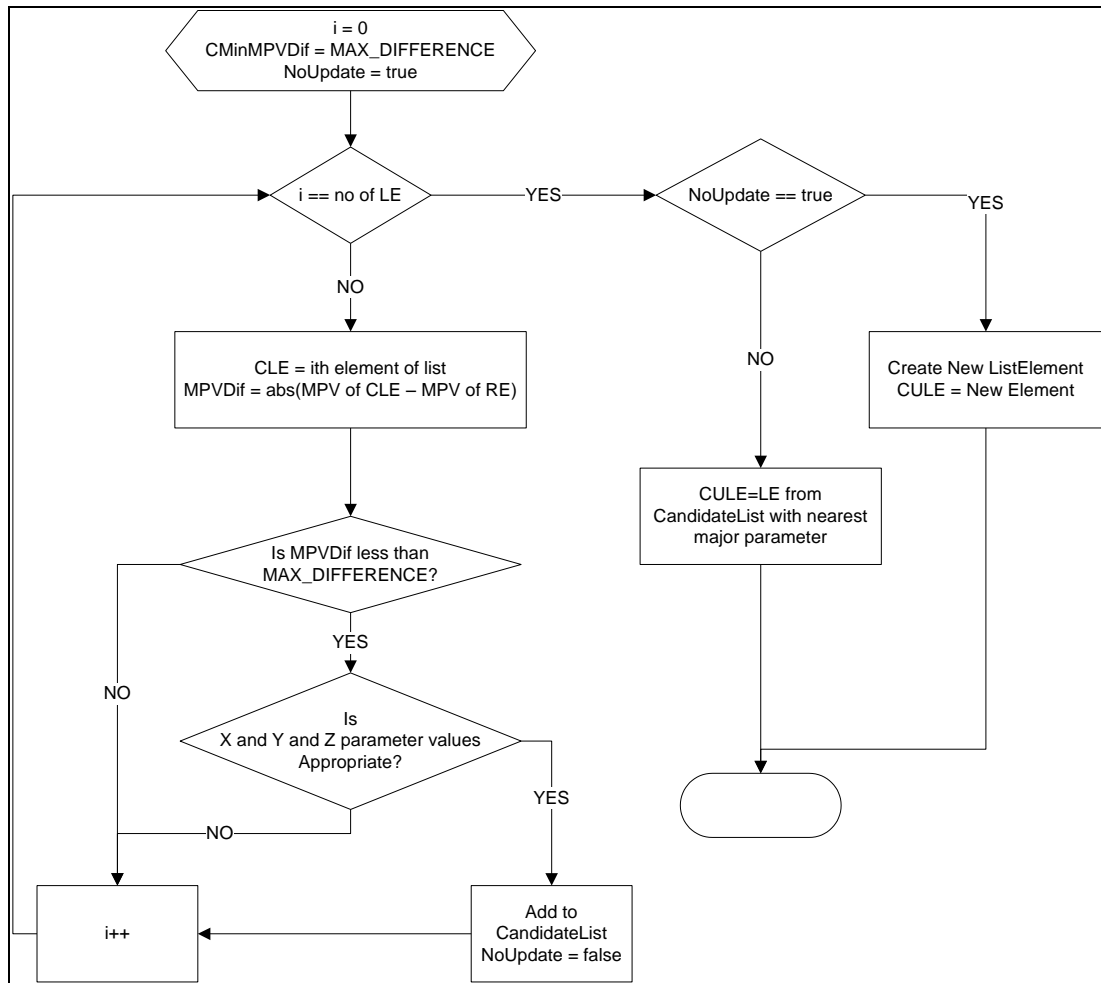 i = 0
CMinMPVDif = MAX_DIFFERENCE
NoUpdate = true
i == no of LE
YES
NoUpdate == true
YES
NO
CLE = ith element of list
MPVDif = abs(MPV of CLE – MPV of RE)
NO
Create New ListElement
CULE = New Element
CULE=LE from
CandidateList with nearest
major parameter
Is MPVDif less than
MAX_DIFFERENCE?
YES
NO
Is
X and Y and Z parameter values
Appropriate?
YES
NO
i++
Add to
CandidateList
NoUpdate = false